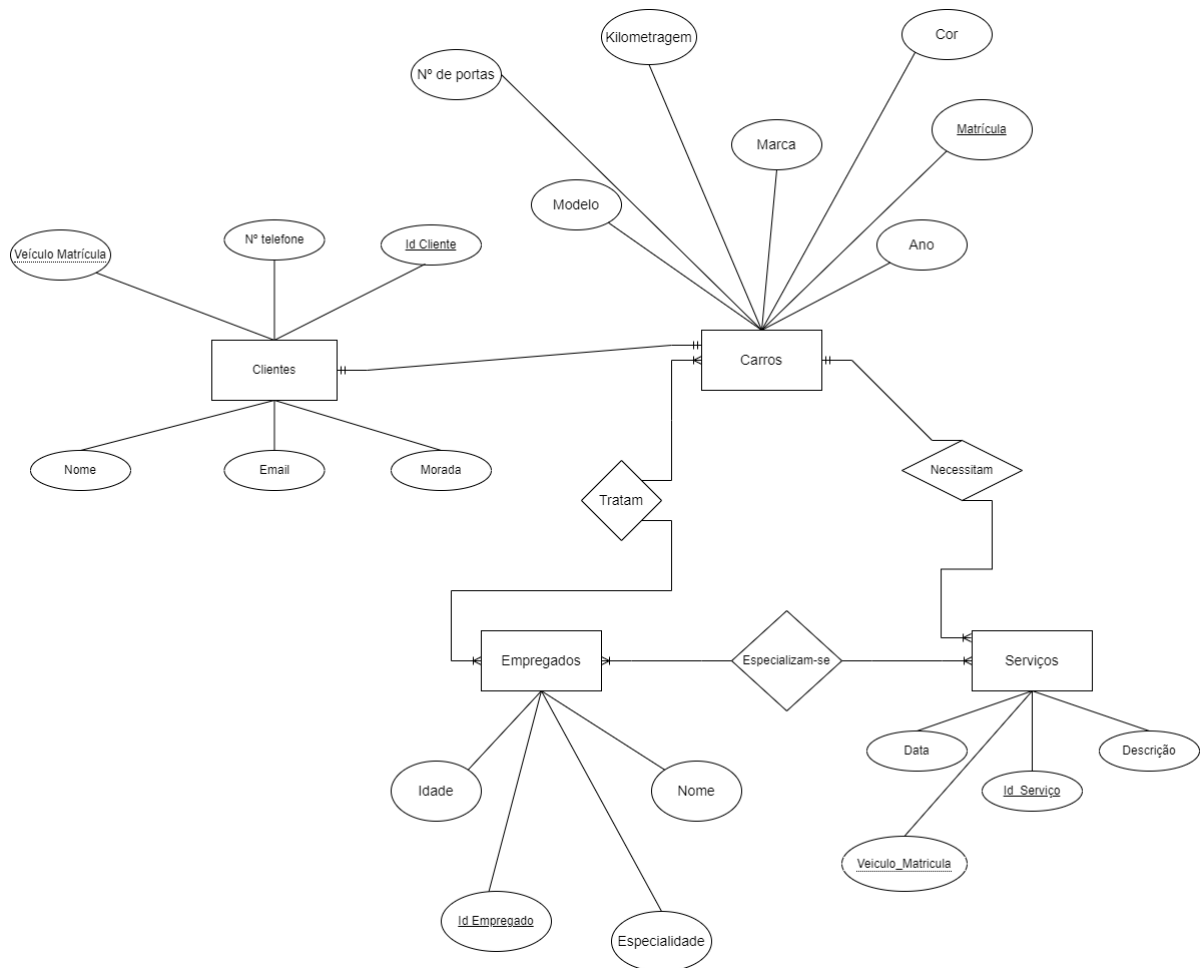 Kilometragem
Cor
Nº de portas
Matrícula
Marca
Modelo
Nº telefone
Id Cliente
Ano
Veículo Matrícula
Clientes
Carros
Nome
Email
Morada
Tratam
Necessitam
Empregados
Especializam-se
Serviços
Data
Descrição
Idade
Nome
Id_Serviço
Veiculo_Matricula
Id Empregado
Especialidade